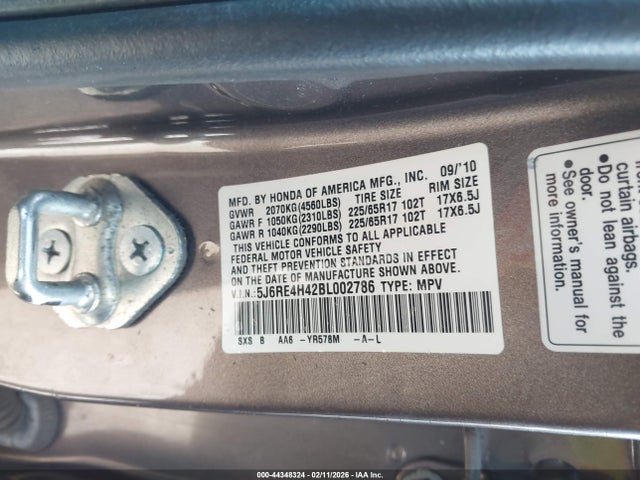 MFD. BY HONDA OF AMERICA MFG., INC. 09/'10
GVWR 2070KG(4560LBS) TIRE SIZE RIM SIZE
GAWR F 1050KG(2310LBS) 225/65R17 102T 17X6.5J
GAWR R 1040KG(2290LBS) 225/65R17 102T 17X6.5J
THIS VEHICLE CONFORMS TO ALL APPLICABLE
FEDERAL MOTOR VEHICLE SAFETY
AND THEFT PREVENTION STANDARDS IN EFFECT
ON THE DATE OF MANUFACTURE SHOWN ABOVE.
V.I.N.: 5J6RE4H42BL002786 TYPE: MPV
SXS B AA6 -YR578M -A-L
curtain airbags.
• Do not lean against the
door.
• See owner's manual for
more information.
000-44348324 - 02/11/2026 - IAA Inc.